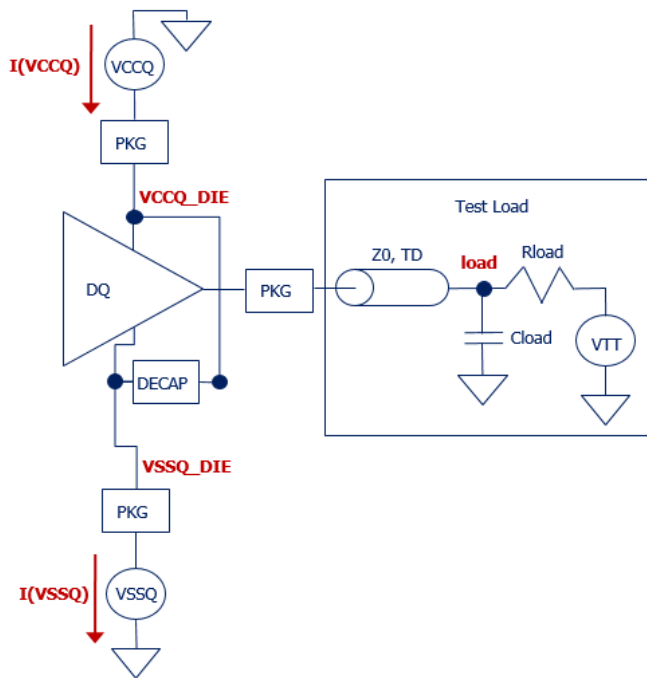 I(VCCQ)
VCCQ
PKG
VCCQ_DIE
Test Load
Z0, TD
load
Rload
DQ
PKG
Cload
VTT
DECAP
VSSQ_DIE
PKG
I(VSSQ)
VSSQ